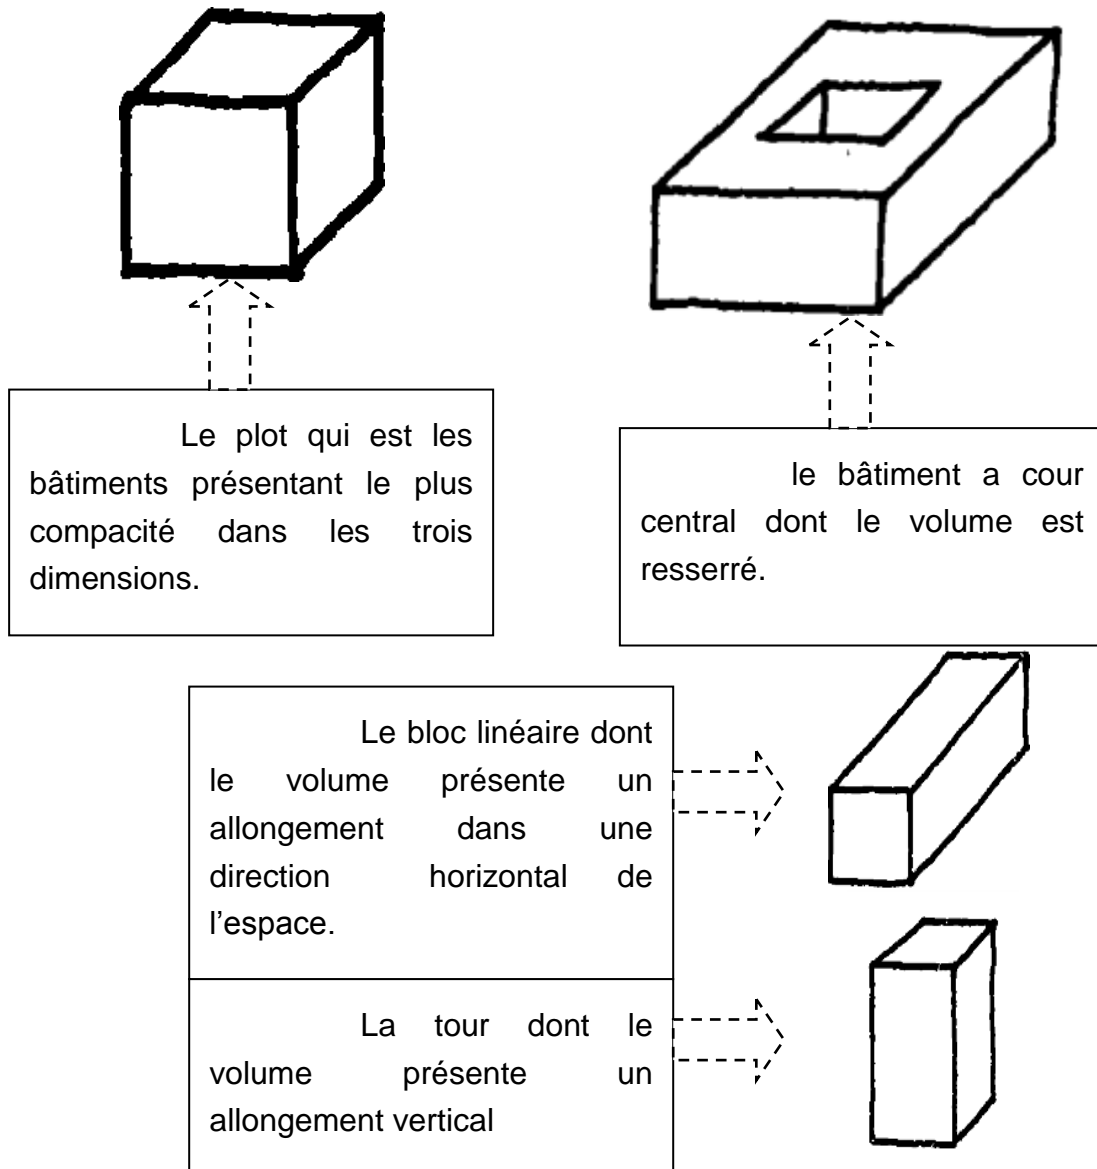 Le plot qui est les
bâtiments présentant le plus
compacité dans les trois
dimensions.
le bâtiment a cour
central dont le volume est
resserré.
Le bloc linéaire dont
le volume présente un
allongement dans une
direction horizontal de
l’espace.
La tour dont le
volume présente un
allongement vertical